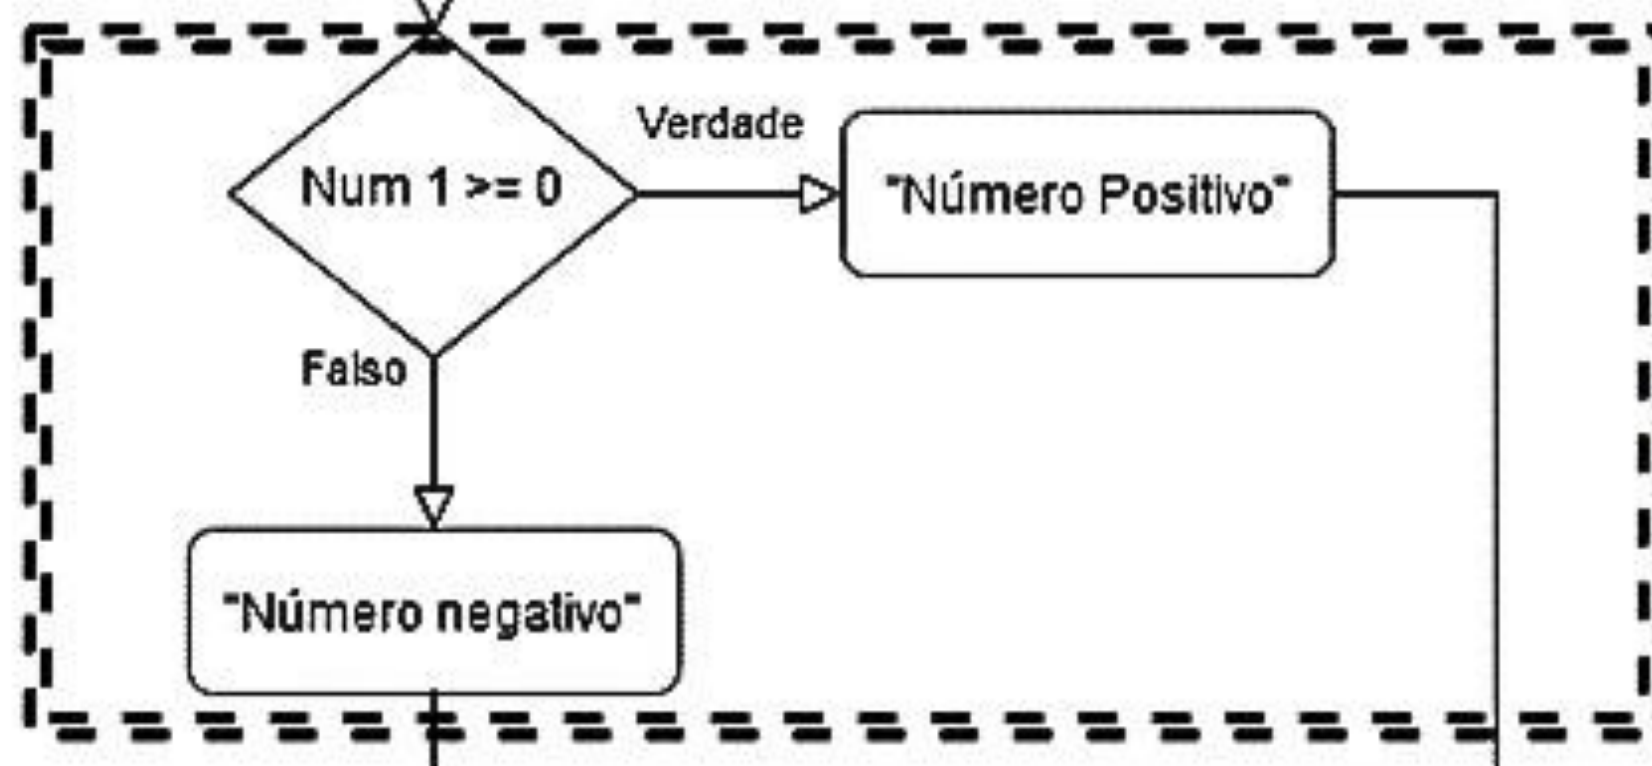 Verdade
Num 1 >= 0
"Número Positivo"
Falso
"Número negativo"